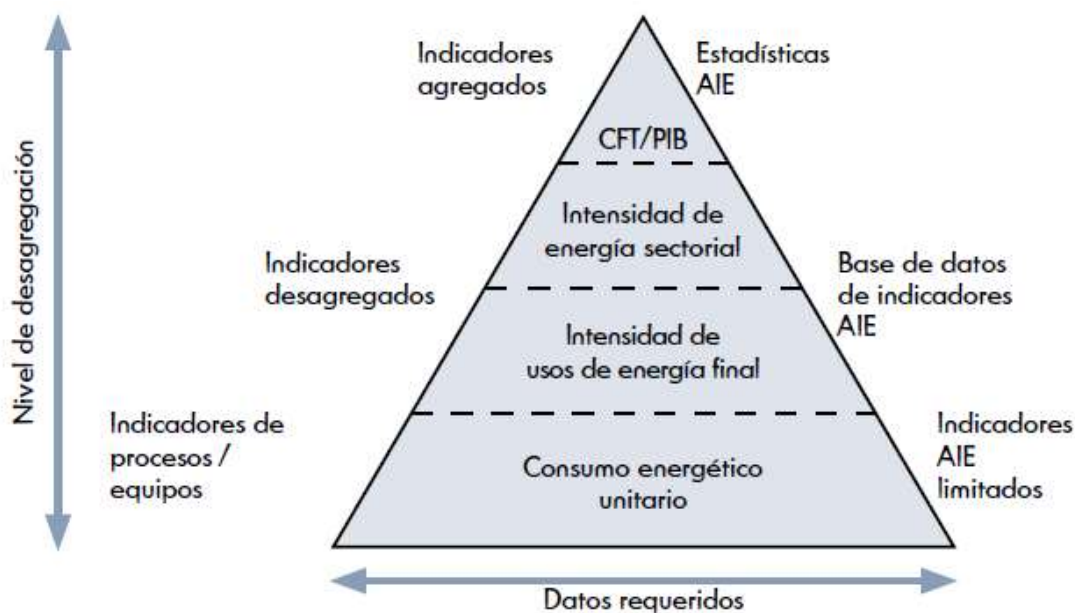 Nivel de desagregación
Indicadores
agregados
Estadísticas
AIE
CFT/PIB
Intensidad de
energía sectorial
Indicadores
desagregados
Base de datos
de indicadores
AIE
Intensidad de
usos de energía final
Indicadores de
procesos /
equipos
Consumo energético
unitario
Indicadores
AIE
limitados
Datos requeridos